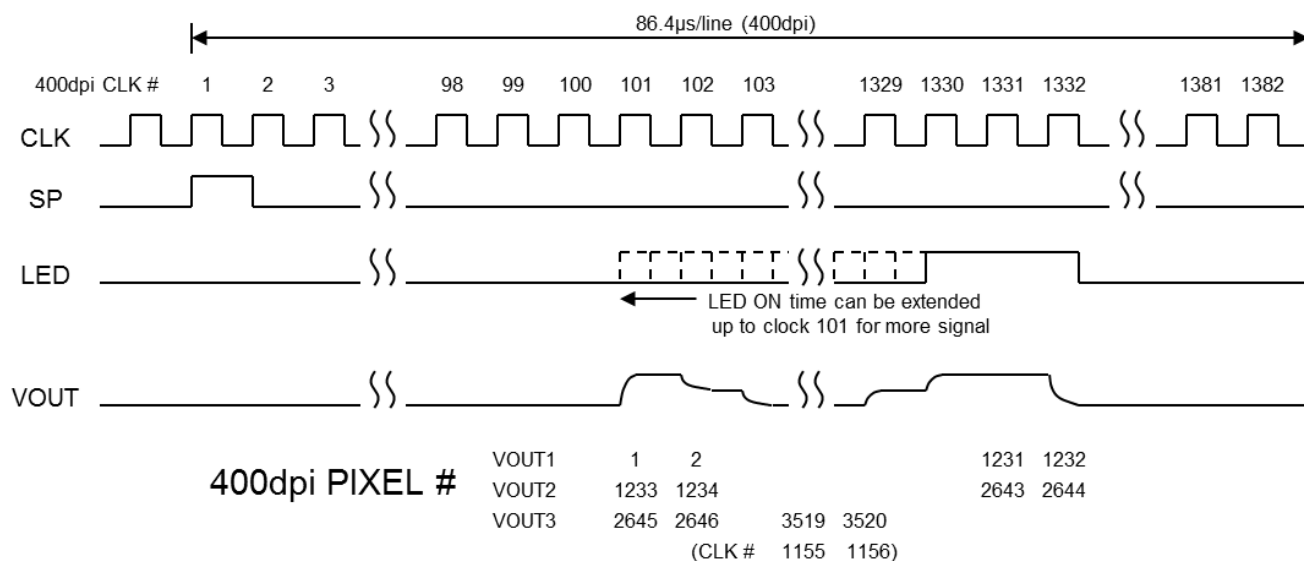 86.4µs/line (400dpi)
400dpi CLK # 1 2 3 98 99 100 101 102 103 1329 1330 1331 1332 1381 1382
CLK
SP
LED
LED ON time can be extended
up to clock 101 for more signal
VOUT
400dpi PIXEL #
VOUT1 1 2 1231 1232
VOUT2 1233 1234 2643 2644
VOUT3 2645 2646 3519 3520
(CLK # 1155 1156)